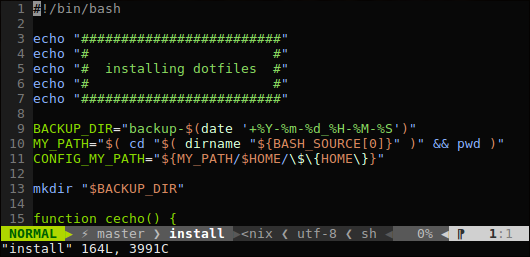 1 #!/bin/bash
2
3 echo "#########################"
4 echo "#                       #"
5 echo "#  installing dotfiles  #"
6 echo "#                       #"
7 echo "#########################"
8
9 BACKUP_DIR="backup-$(date '+%Y-%m-%d_%H-%M-%S')"
10 MY_PATH="$( cd "$( dirname "${BASH_SOURCE[0]}" )" && pwd )"
11 CONFIG_MY_PATH="${MY_PATH/$HOME/\$\{HOME\}}"
12
13 mkdir "$BACKUP_DIR"
14
15 function cecho() {
NORMAL ⚡ master ❯ install <nix ❮ utf-8 ❮ sh 0% 1:1
"install" 164L, 3991C